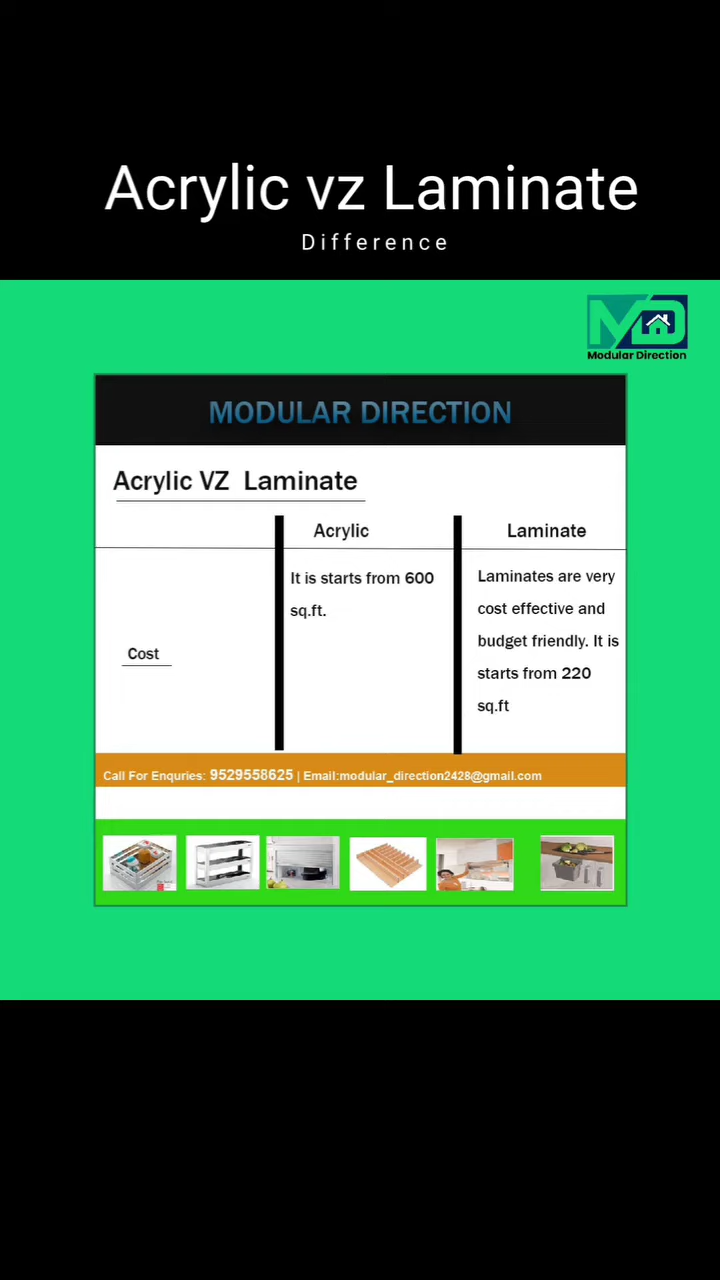 Acrylic vz Laminate
Difference
MD
Modular Direction
MODULAR DIRECTION
Acrylic VZ Laminate
Acrylic
Laminate
Cost
It is starts from 600
sq.ft.
Laminates are very
cost effective and
budget friendly. It is
starts from 220
sq.ft
Call For Enquries: 9529558625 | Email:modular_direction2428@gmail.com